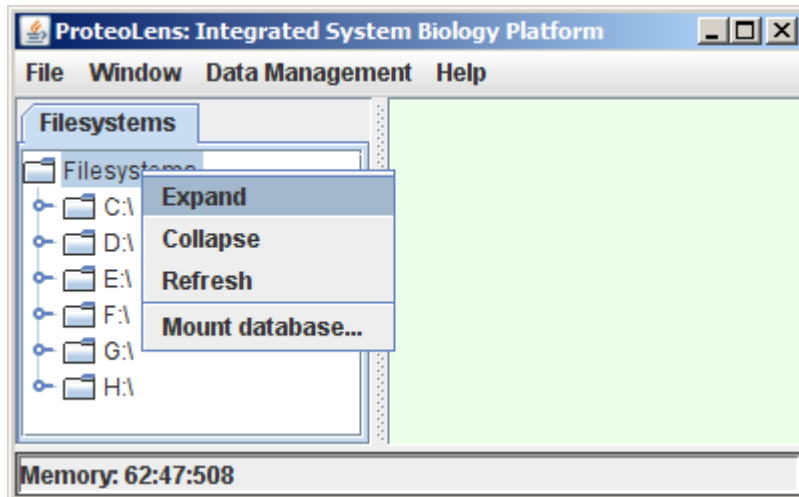 ProteoLens: Integrated System Biology Platform
File Window Data Management Help
Filesystems
Filesystems
C:\
D:\
E:\
F:\
G:\
H:\
Expand
Collapse
Refresh
Mount database...
Memory: 62:47:508